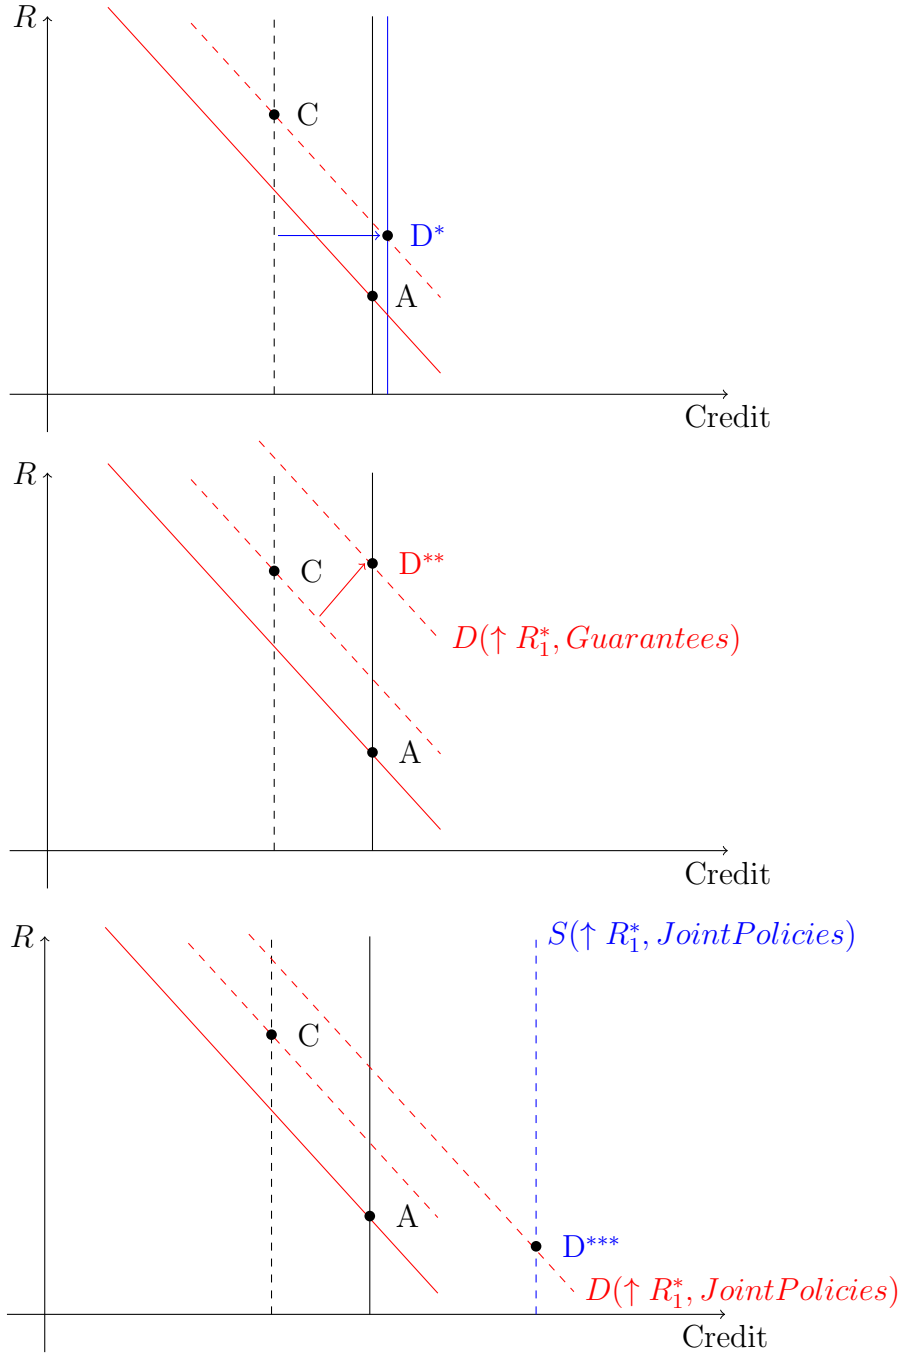 R
C
D*
A
Credit
R
D**
C
D(↑ R₁*, Guarantees)
A
Credit
R
S(↑ R₁*, JointPolicies)
C
A
D***
D(↑ R₁*, JointPolicies)
Credit